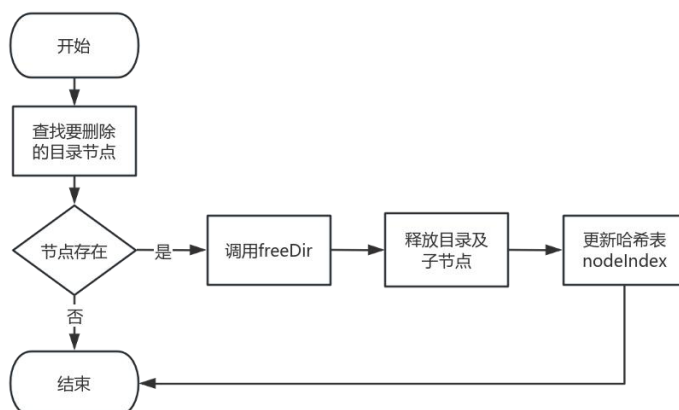 开始
查找要删除
的目录节点
节点存在
是
调用freeDir
释放目录及
子节点
更新哈希表
nodeIndex
否
结束